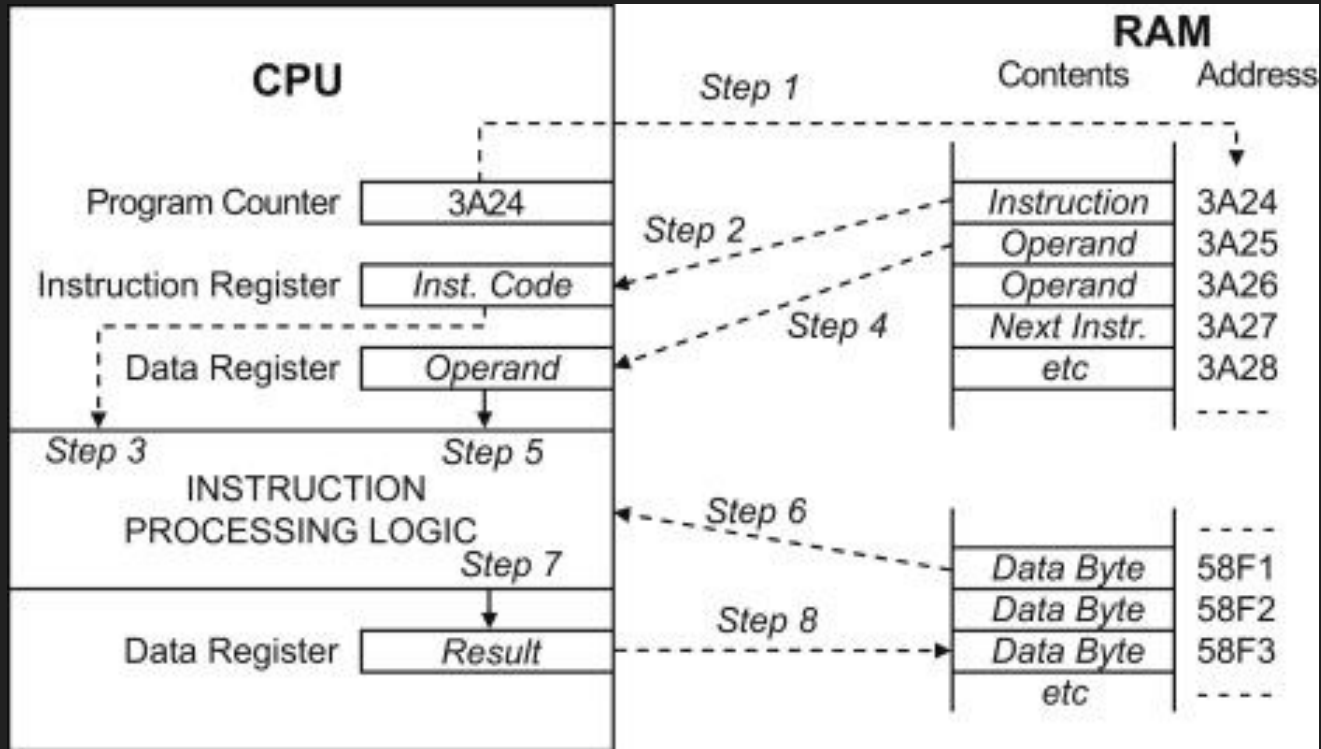 RAM
CPU
Contents Address
Step 1
Program Counter 3A24
Instruction 3A24
Step 2
Operand 3A25
Instruction Register Inst. Code
Operand 3A26
Step 4
Next Instr. 3A27
Data Register Operand
etc 3A28
-----
Step 3 Step 5
INSTRUCTION
PROCESSING LOGIC
Step 6
-----
Step 7
Data Byte 58F1
Data Byte 58F2
Step 8
Data Register Result
Data Byte 58F3
etc -----